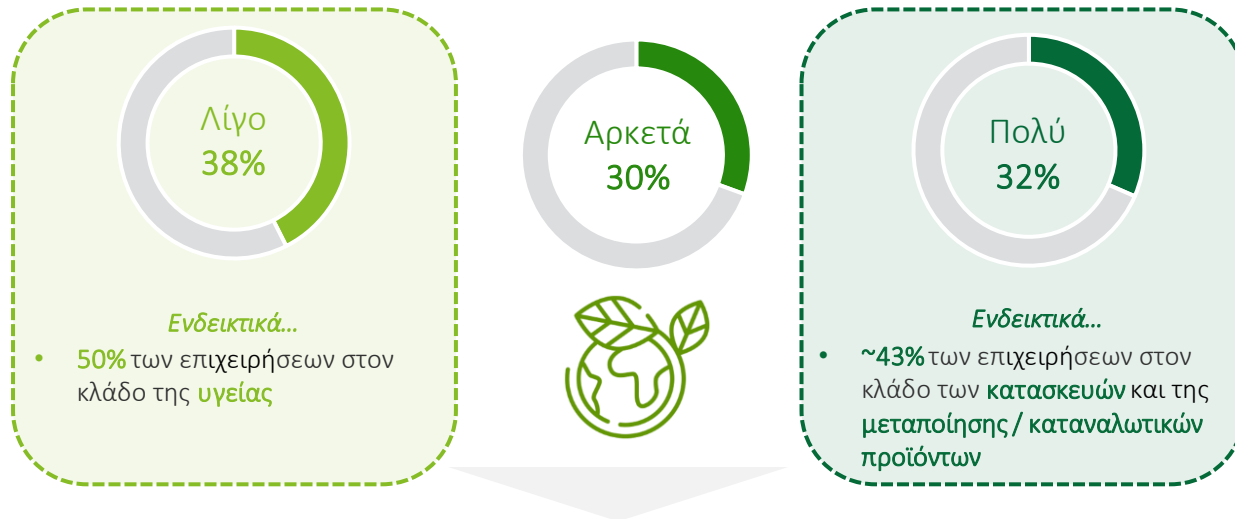 Λίγο
38%
Ενδεικτικά...
• 50% των επιχειρήσεων στον
κλάδο της υγείας
Αρκετά
30%
Πολύ
32%
Ενδεικτικά...
• ~43% των επιχειρήσεων στον
κλάδο των κατασκευών και της
μεταποίησης / καταναλωτικών
προϊόντων